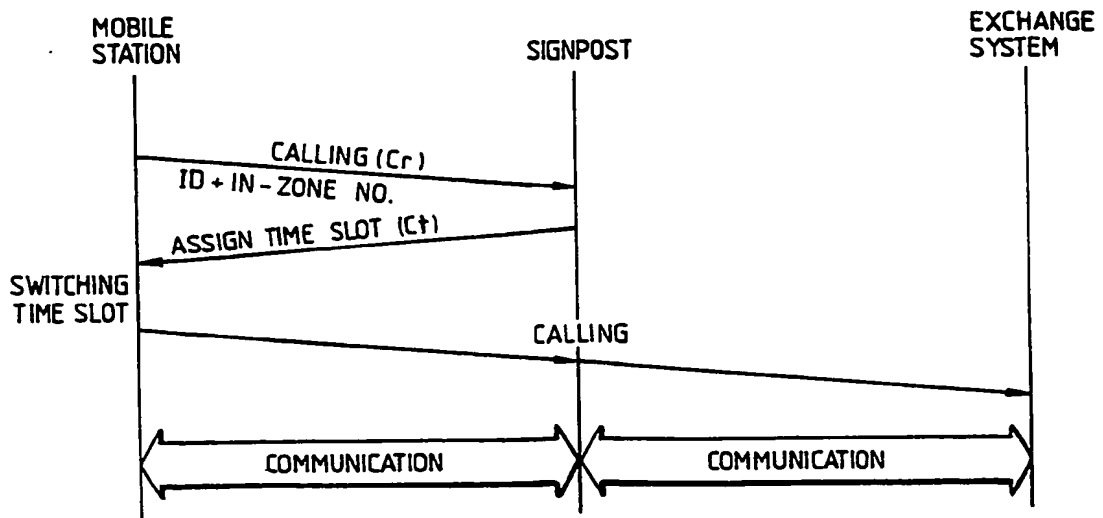 MOBILE
STATION
SIGNPOST
EXCHANGE
SYSTEM
CALLING (Cr)
ID + IN-ZONE NO.
ASSIGN TIME SLOT (Ct)
SWITCHING
TIME SLOT
CALLING
COMMUNICATION
COMMUNICATION